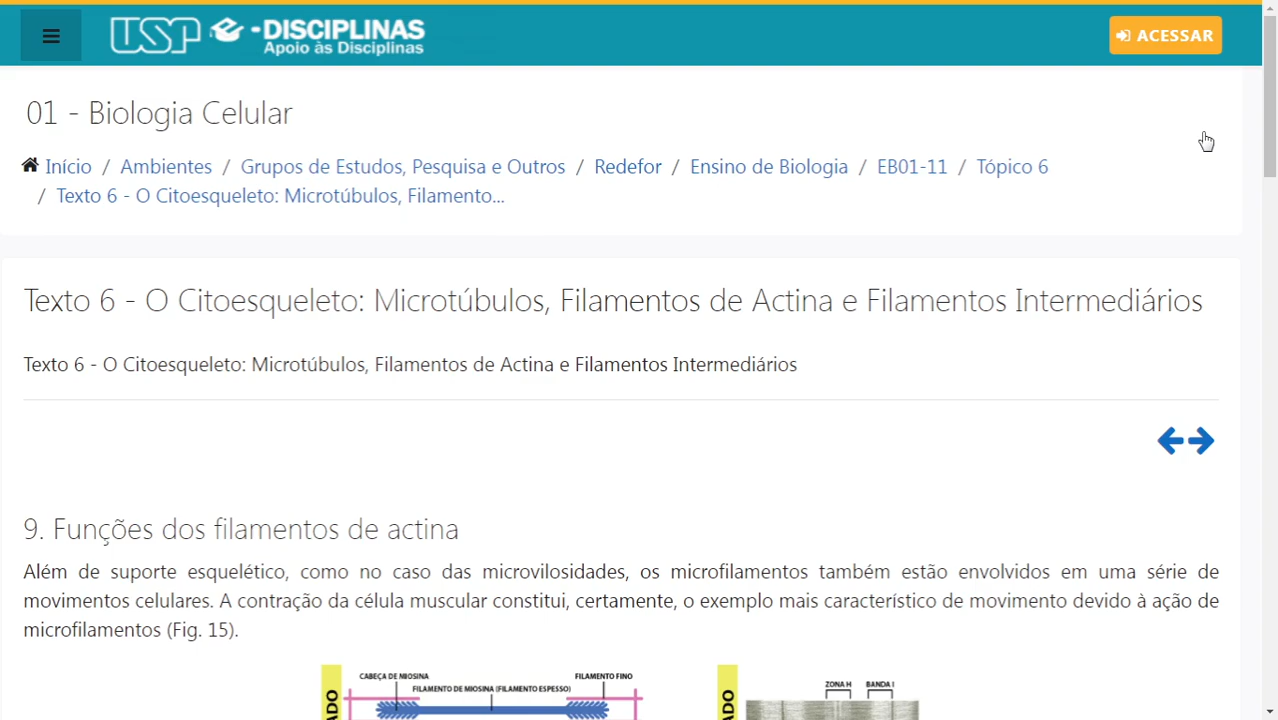 USP e-DISCIPLINAS
Apoio às Disciplinas
ACESSAR
01 - Biologia Celular
Início / Ambientes / Grupos de Estudos, Pesquisa e Outros / Redefor / Ensino de Biologia / EB01-11 / Tópico 6
/ Texto 6 - O Citoesqueleto: Microtúbulos, Filamento...
Texto 6 - O Citoesqueleto: Microtúbulos, Filamentos de Actina e Filamentos Intermediários
Texto 6 - O Citoesqueleto: Microtúbulos, Filamentos de Actina e Filamentos Intermediários
9. Funções dos filamentos de actina
Além de suporte esquelético, como no caso das microvilosidades, os microfilamentos também estão envolvidos em uma série de
movimentos celulares. A contração da célula muscular constitui, certamente, o exemplo mais característico de movimento devido à ação de
microfilamentos (Fig. 15).
CABEÇA DE MIOSINA
FILAMENTO FINO
FILAMENTO DE MIOSINA (FILAMENTO ESPESSO)
ZONA H
BANDA I